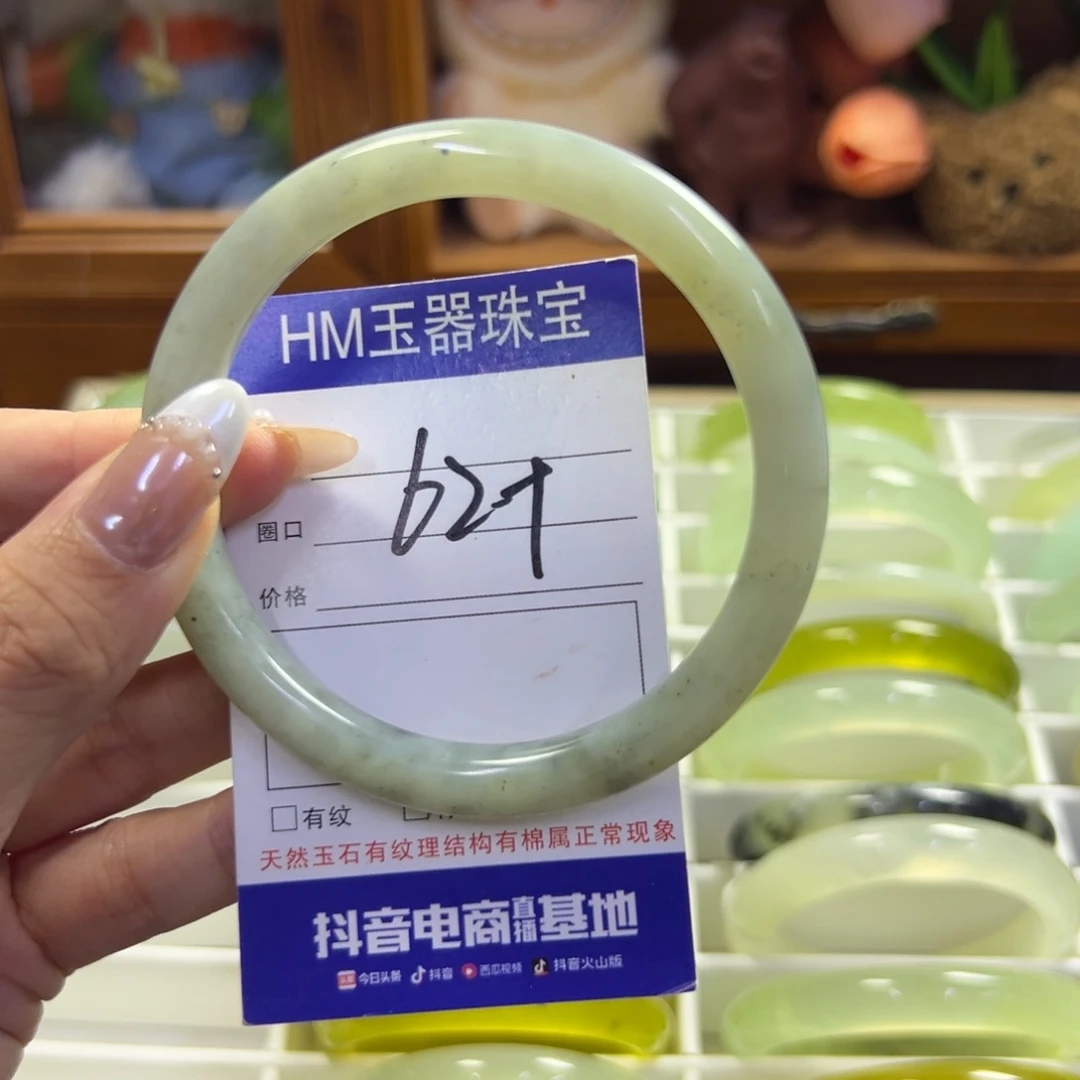 HM玉器珠宝
62+
圈口
价格
□有纹 □
天然玉石有纹理结构有棉属正常现象
抖音电商直播基地
头条 今日头条 抖音 西瓜视频 抖音火山版